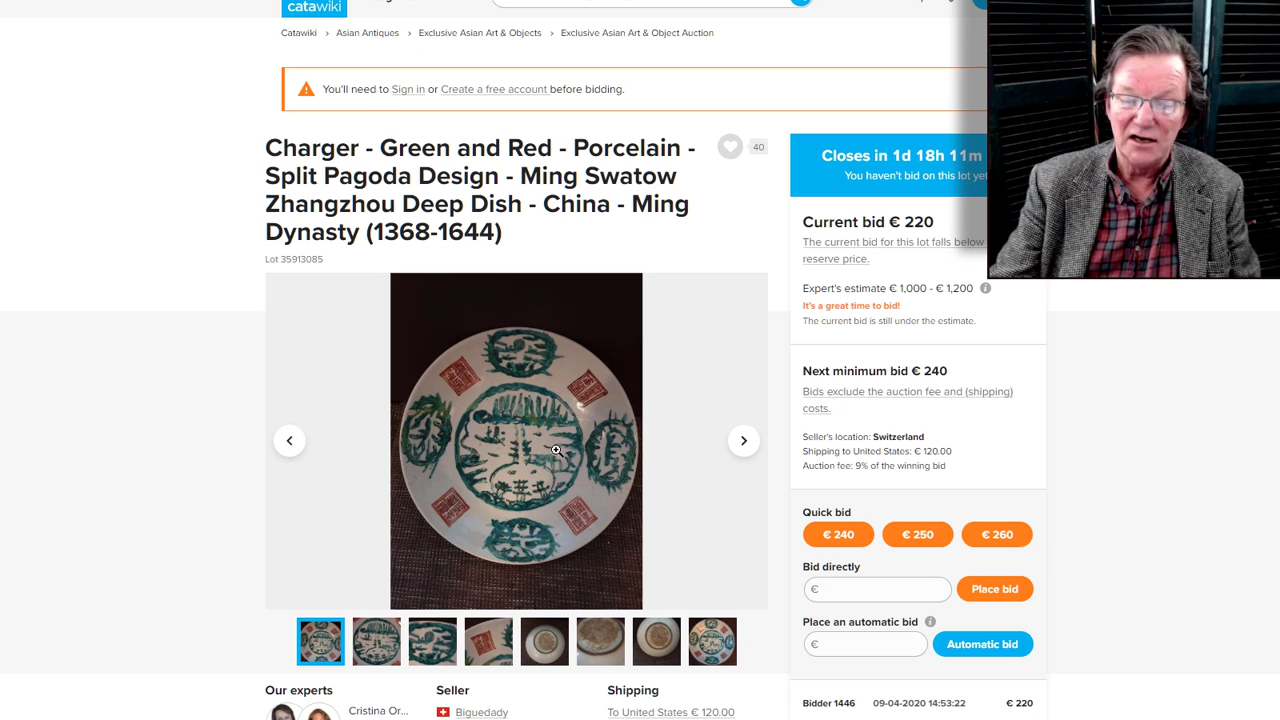 catawiki
Catawiki > Asian Antiques > Exclusive Asian Art & Objects > Exclusive Asian Art & Object Auction
You'll need to Sign in or Create a free account before bidding.
Charger - Green and Red - Porcelain -
Split Pagoda Design - Ming Swatow
Zhangzhou Deep Dish - China - Ming
Dynasty (1368-1644)
40
Lot 35913085
Closes in 1d 18h 11m
You haven't bid on this lot yet
Current bid € 220
The current bid for this lot falls below
reserve price.
Expert's estimate € 1,000 - € 1,200
It's a great time to bid!
The current bid is still under the estimate.
Next minimum bid € 240
Bids exclude the auction fee and (shipping)
costs.
Seller's location: Switzerland
Shipping to United States: € 120.00
Auction fee: 9% of the winning bid
Quick bid
€ 240 € 250 € 260
Bid directly
€ Place bid
Place an automatic bid
€ Automatic bid
Bidder 1446 09-04-2020 14:53:22 € 220
Our experts
Cristina Or...
Seller
Biguedady
Shipping
To United States € 120.00